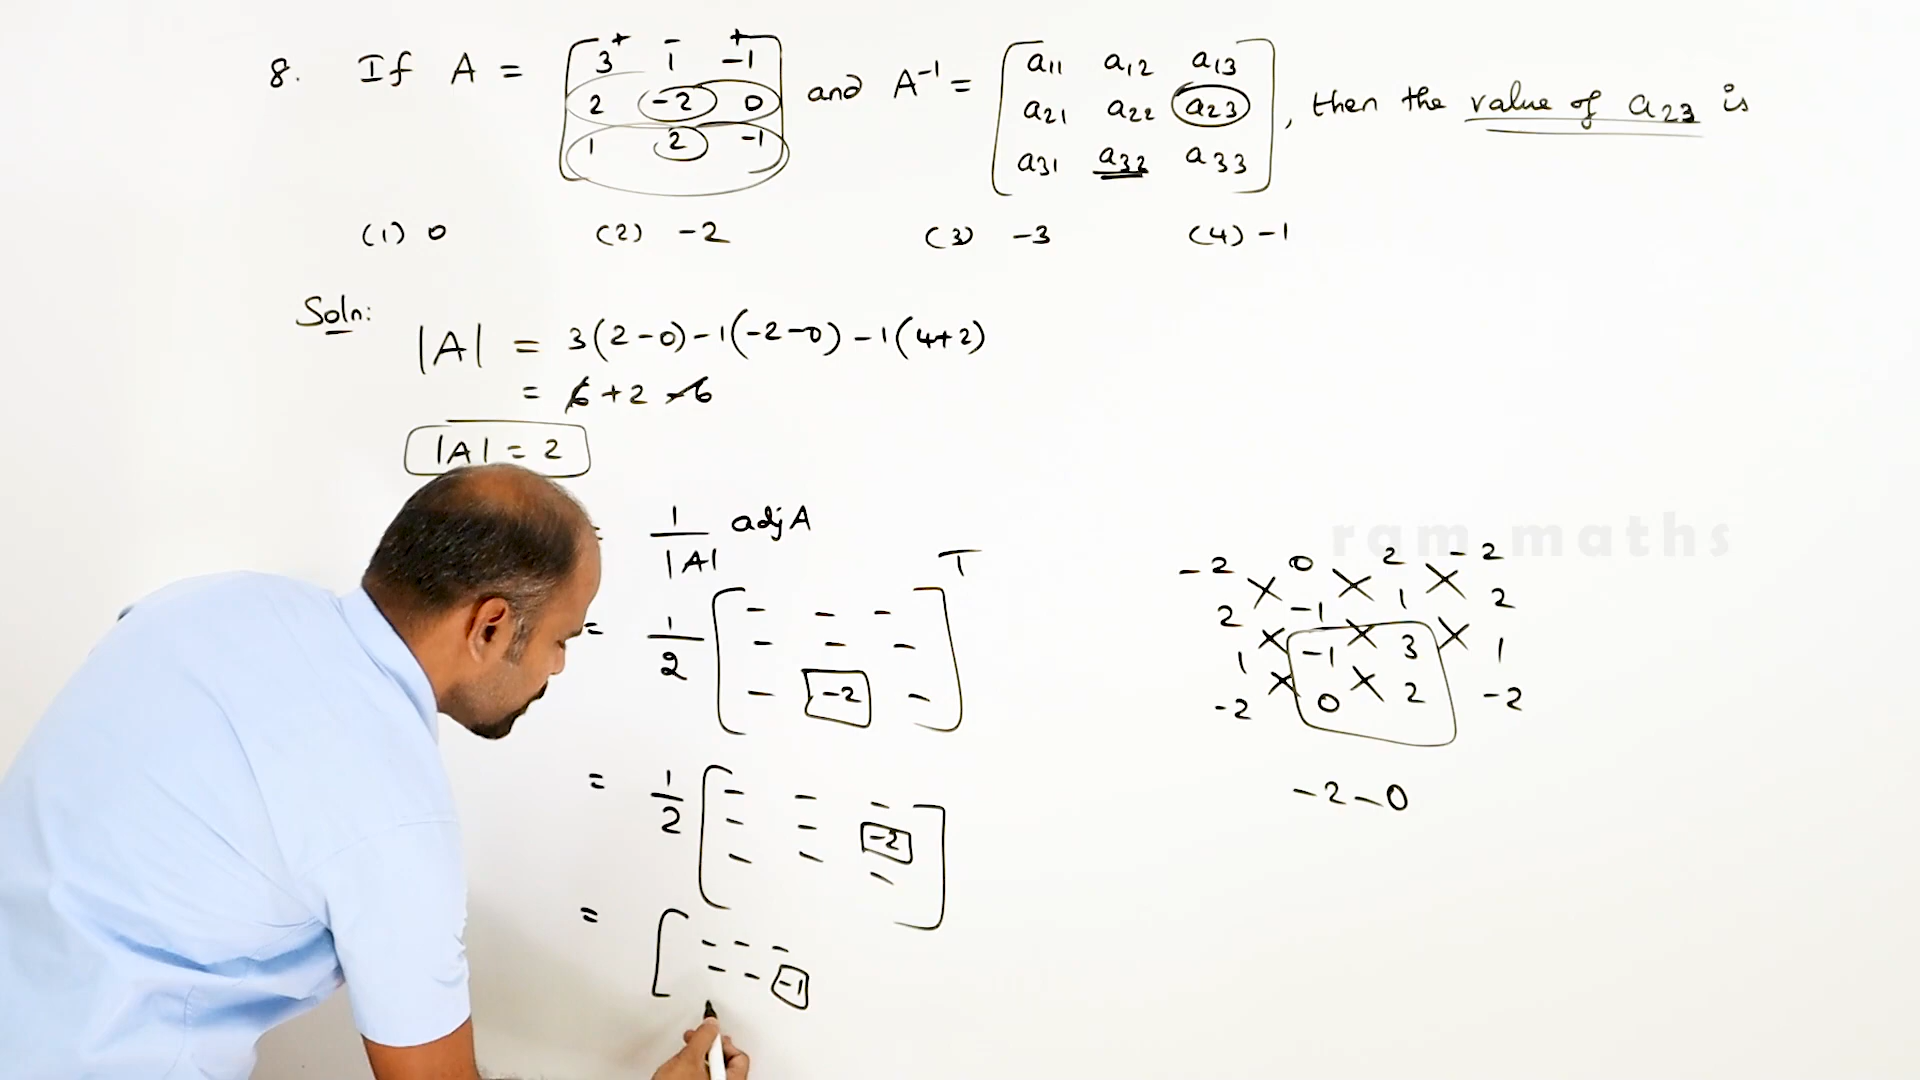 8. If A = [3 1 -1 and A⁻¹ = [a11 a12 a13 , then the value of a23 is
+ - +
2 -2 0 a21 a22 a23
1 2 -1] a31 a32 a33]
(1) 0 (2) -2 (3) -3 (4) -1
Soln:
|A| = 3(2-0)-1(-2-0)-1(4+2)
= 6+2-6
|A| = 2
1/|A| adj A
= 1/2 [- - - T
- - -
- -2 -]
= 1/2 [- - -
- - -2
- - -]
= [- - -
- - -1
ram maths
-2 0 2 -2
2 -1 1 2
1 -1 3 1
-2 0 2 -2
-2-0